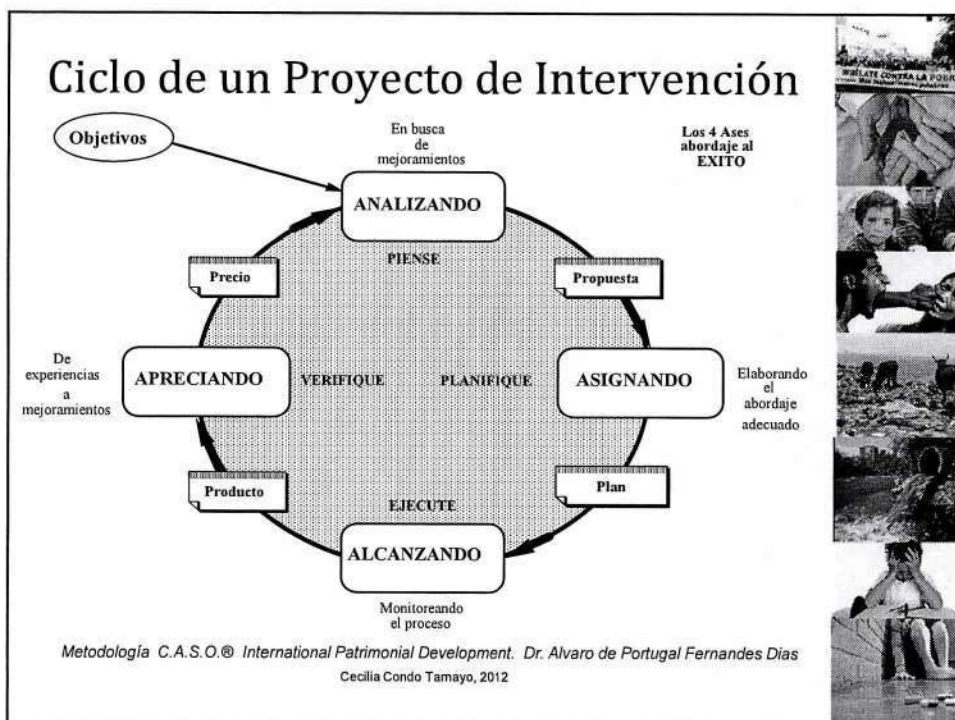 Ciclo de un Proyecto de Intervención
Objetivos
En busca
de
mejoramientos
Los 4 Ases
abordaje al
EXITO
ANALIZANDO
PIENSE
Precio
Propuesta
De
experiencias
a
mejoramientos
APRECIANDO
VERIFIQUE
PLANIFIQUE
ASIGNANDO
Elaborando
el
abordaje
adecuado
Producto
Plan
EJECUTE
ALCANZANDO
Monitoreando
el proceso
Metodología C.A.S.O.® International Patrimonial Development. Dr. Alvaro de Portugal Fernandes Dias
Cecilia Condo Tamayo, 2012
CONTRA LA